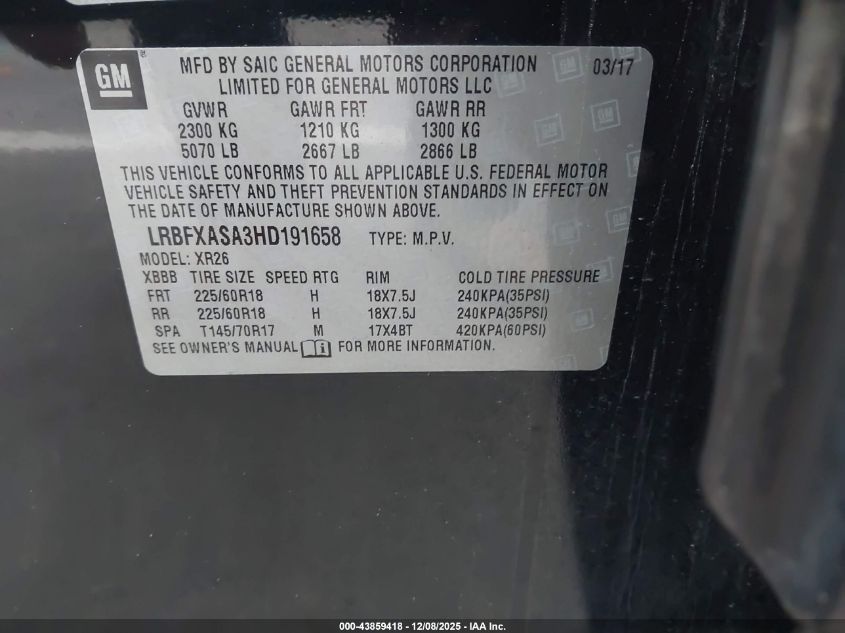 GM
MFD BY SAIC GENERAL MOTORS CORPORATION 03/17
LIMITED FOR GENERAL MOTORS LLC
GVWR GAWR FRT GAWR RR
2300 KG 1210 KG 1300 KG
5070 LB 2667 LB 2866 LB
THIS VEHICLE CONFORMS TO ALL APPLICABLE U.S. FEDERAL MOTOR
VEHICLE SAFETY AND THEFT PREVENTION STANDARDS IN EFFECT ON
THE DATE OF MANUFACTURE SHOWN ABOVE.
LRBFXASA3HD191658 TYPE: M.P.V.
MODEL: XR26
XBBB TIRE SIZE SPEED RTG RIM COLD TIRE PRESSURE
FRT 225/60R18 H 18X7.5J 240KPA(35PSI)
RR 225/60R18 H 18X7.5J 240KPA(35PSI)
SPA T145/70R17 M 17X4BT 420KPA(60PSI)
SEE OWNER'S MANUAL i FOR MORE INFORMATION.
000-43859418 - 12/08/2025 - IAA Inc.